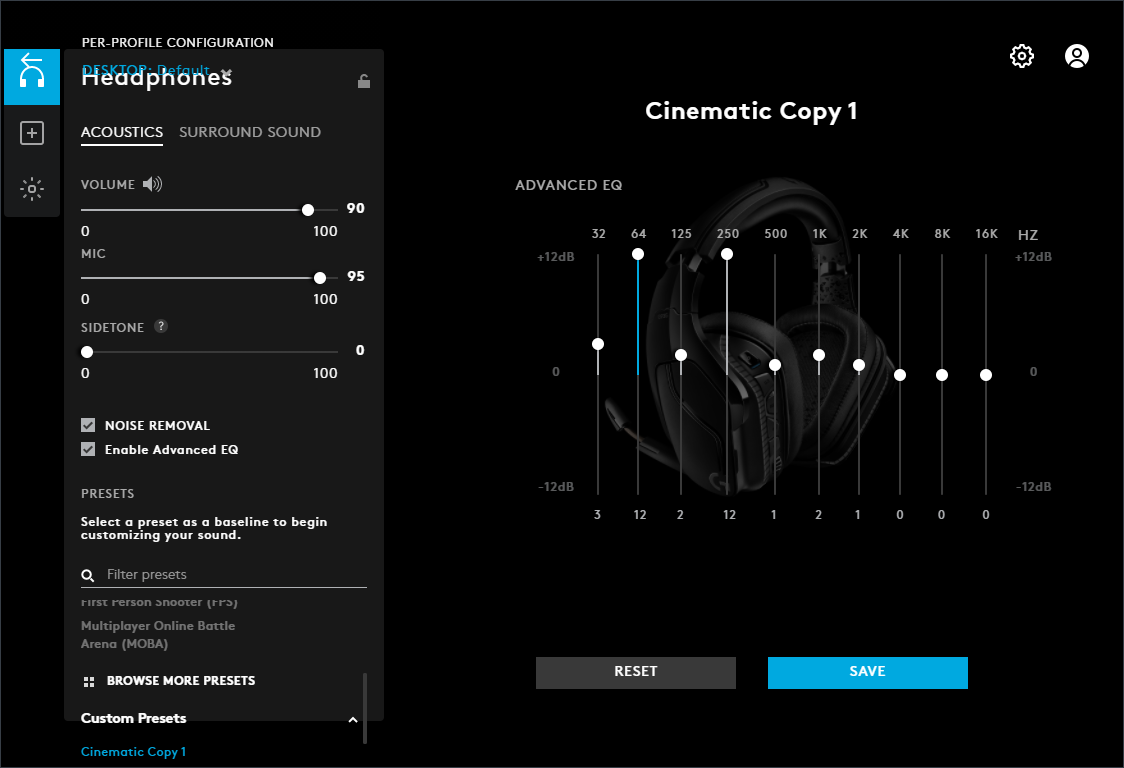 PER-PROFILE CONFIGURATION
DESKTOP: Default
Headphones
ACOUSTICS SURROUND SOUND
VOLUME
90
0 100
MIC
95
0 100
SIDETONE ?
0
0 100
NOISE REMOVAL
Enable Advanced EQ
PRESETS
Select a preset as a baseline to begin
customizing your sound.
Filter presets
First Person Shooter (FPS)
Multiplayer Online Battle
Arena (MOBA)
BROWSE MORE PRESETS
Custom Presets
Cinematic Copy 1
Cinematic Copy 1
ADVANCED EQ
32 64 125 250 500 1K 2K 4K 8K 16K HZ
+12dB +12dB
0 0
-12dB -12dB
3 12 2 12 1 2 1 0 0 0
RESET SAVE